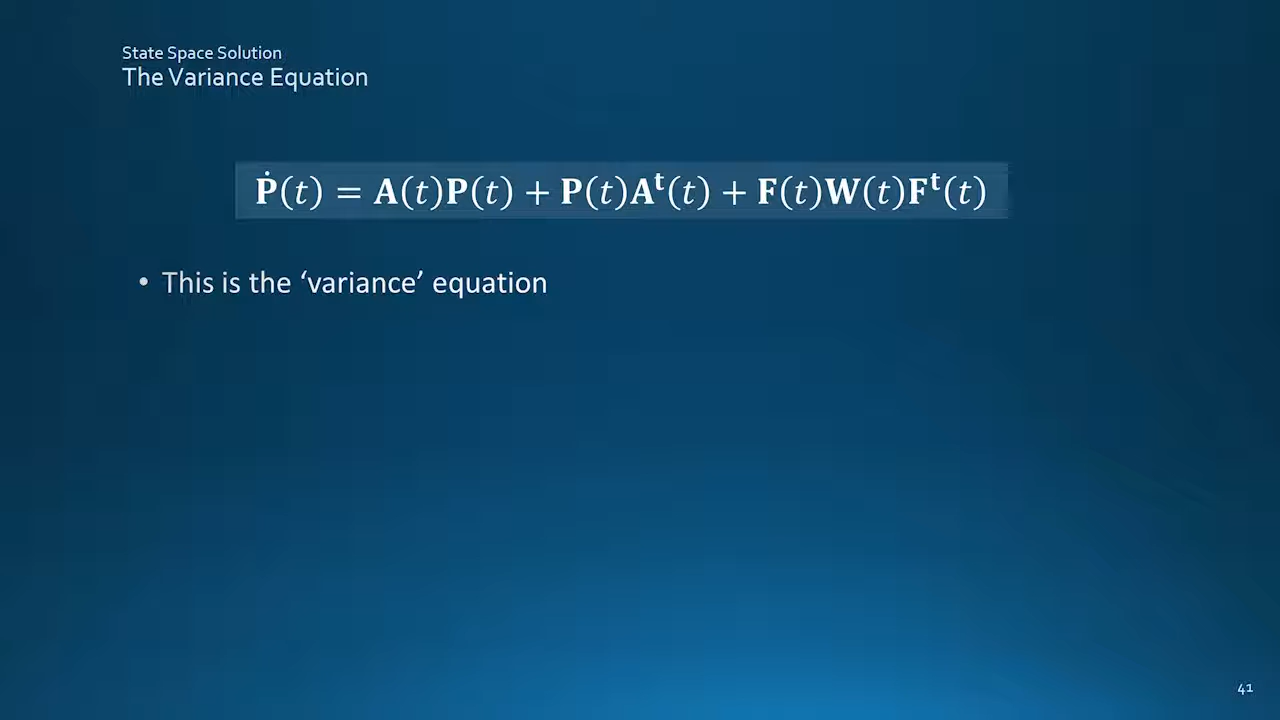 State Space Solution
The Variance Equation
Ṗ(t) = A(t)P(t) + P(t)Aᵗ(t) + F(t)W(t)Fᵗ(t)
• This is the ‘variance’ equation
41